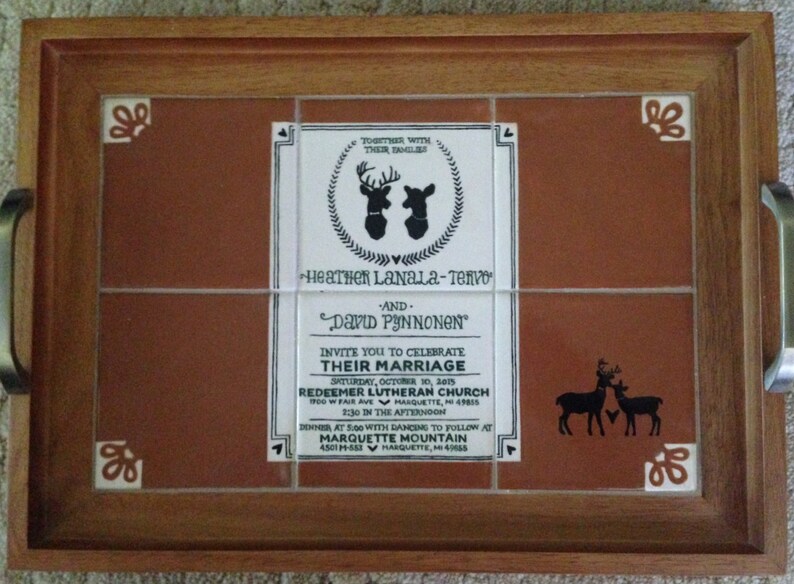 TOGETHER WITH
THEIR FAMILIES
HEATHER LANALA-TERVO
·AND·
DAVID PYNNONEN
INVITE YOU TO CELEBRATE
THEIR MARRIAGE
SATURDAY, OCTOBER 10, 2015
REDEEMER LUTHERAN CHURCH
1700 W FAIR AVE MARQUETTE, MI 49855
2:30 IN THE AFTERNOON
DINNER AT 5:00 WITH DANCING TO FOLLOW AT
MARQUETTE MOUNTAIN
4501 M-553 MARQUETTE, MI 49855